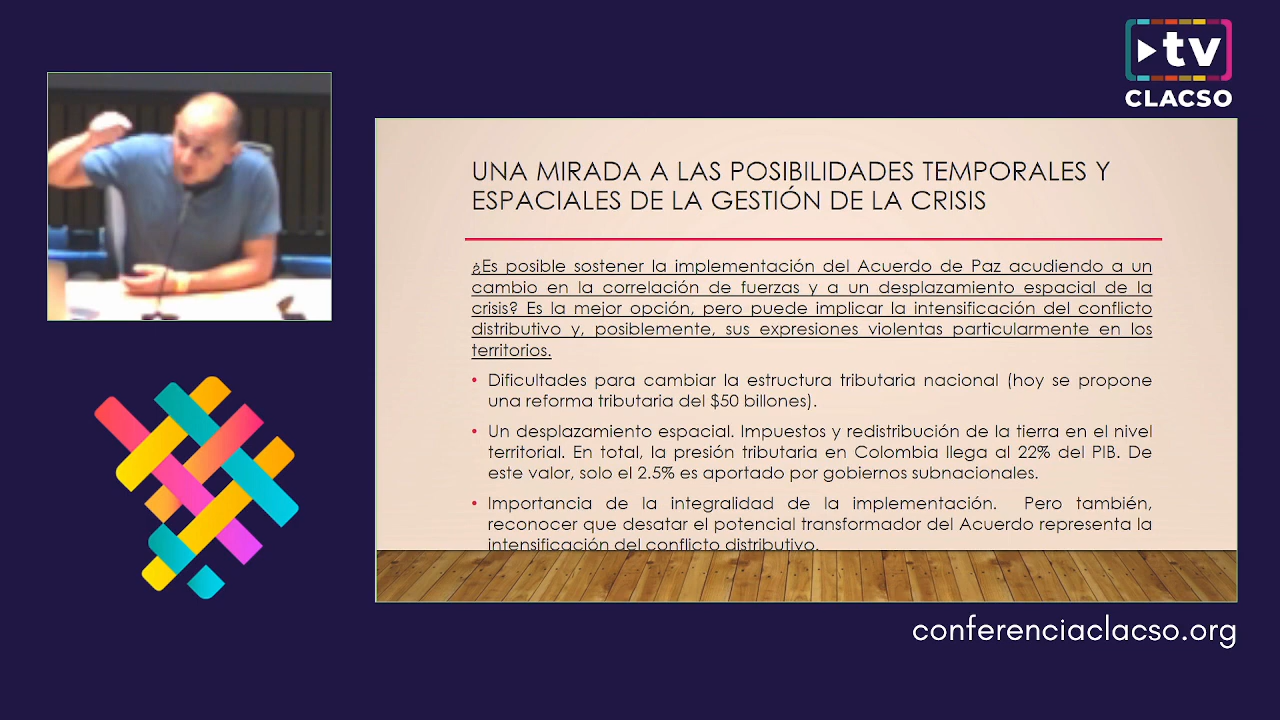 tv
CLACSO
UNA MIRADA A LAS POSIBILIDADES TEMPORALES Y
ESPACIALES DE LA GESTIÓN DE LA CRISIS
¿Es posible sostener la implementación del Acuerdo de Paz acudiendo a un
cambio en la correlación de fuerzas y a un desplazamiento espacial de la
crisis? Es la mejor opción, pero puede implicar la intensificación del conflicto
distributivo y, posiblemente, sus expresiones violentas particularmente en los
territorios.
• Dificultades para cambiar la estructura tributaria nacional (hoy se propone
una reforma tributaria del $50 billones).
• Un desplazamiento espacial. Impuestos y redistribución de la tierra en el nivel
territorial. En total, la presión tributaria en Colombia llega al 22% del PIB. De
este valor, solo el 2.5% es aportado por gobiernos subnacionales.
• Importancia de la integralidad de la implementación. Pero también,
reconocer que desatar el potencial transformador del Acuerdo representa la
intensificación del conflicto distributivo.
conferenciaclacso.org